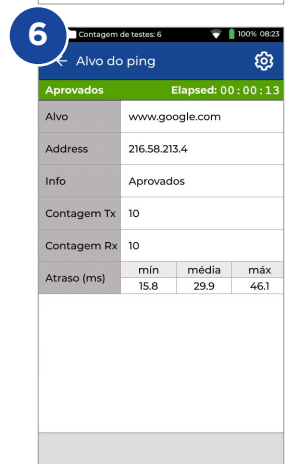 6
Contagem de testes: 6 100% 08:23
Alvo do ping
Aprovados Elapsed: 00:00:13
Alvo www.google.com
Address 216.58.213.4
Info Aprovados
Contagem Tx 10
Contagem Rx 10
Atraso (ms) mín média máx
15.8 29.9 46.1